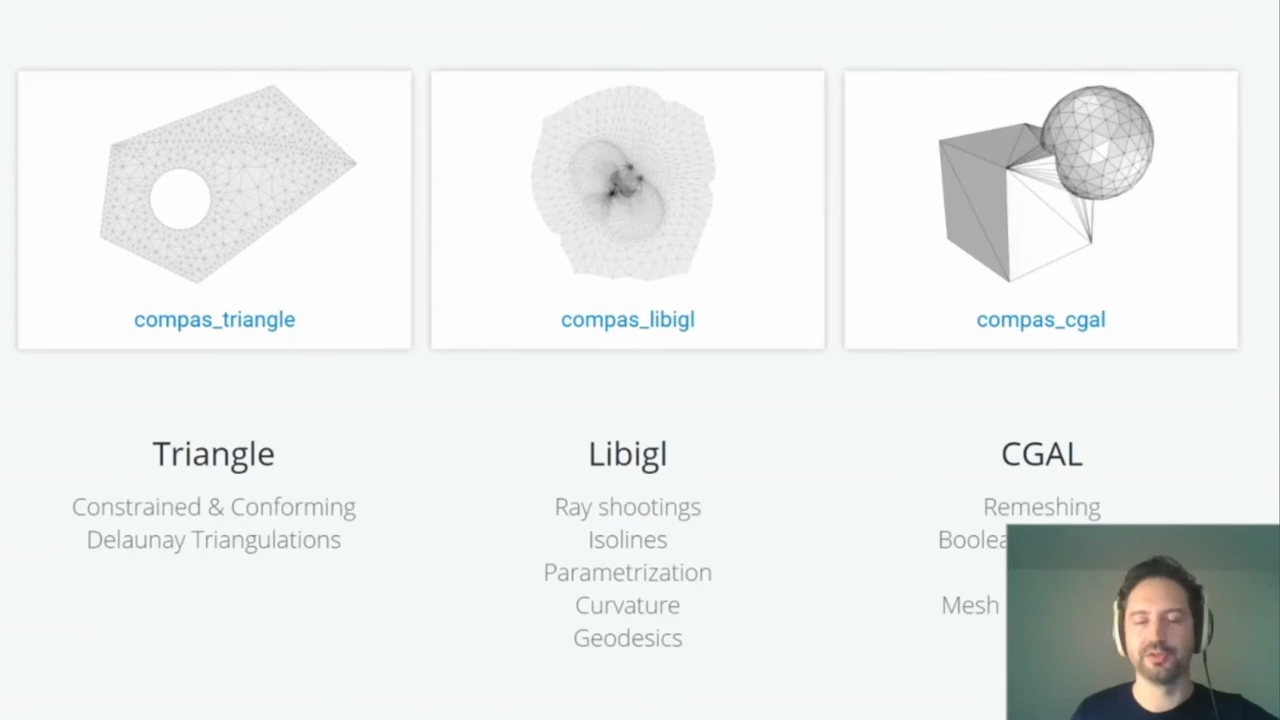 compas_triangle
compas_libigl
compas_cgal
Triangle
Constrained & Conforming
Delaunay Triangulations
Libigl
Ray shootings
Isolines
Parametrization
Curvature
Geodesics
CGAL
Remeshing
Mesh